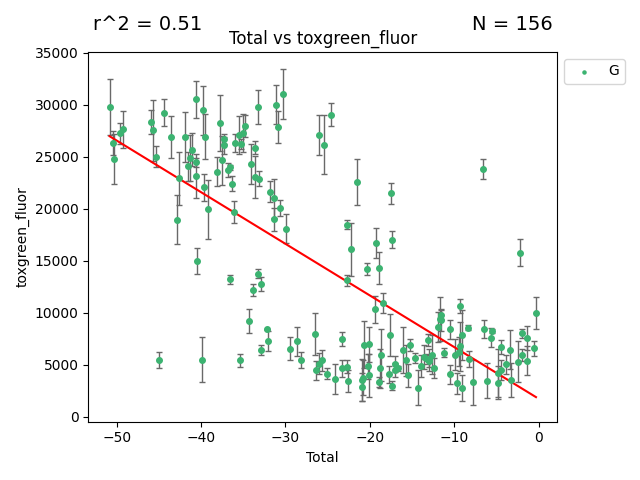 r^2 = 0.51
N = 156
Total vs toxgreen_fluor
G
35000
30000
25000
20000
15000
10000
5000
0
toxgreen_fluor
−50 −40 −30 −20 −10 0
Total